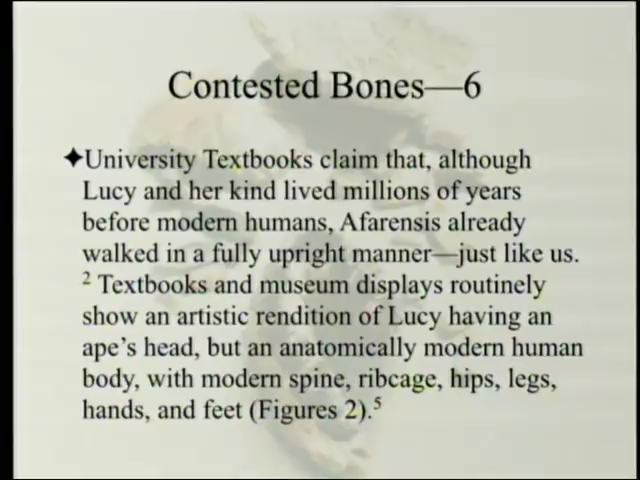 Contested Bones—6
✦University Textbooks claim that, although
Lucy and her kind lived millions of years
before modern humans, Afarensis already
walked in a fully upright manner—just like us.
² Textbooks and museum displays routinely
show an artistic rendition of Lucy having an
ape's head, but an anatomically modern human
body, with modern spine, ribcage, hips, legs,
hands, and feet (Figures 2).⁵